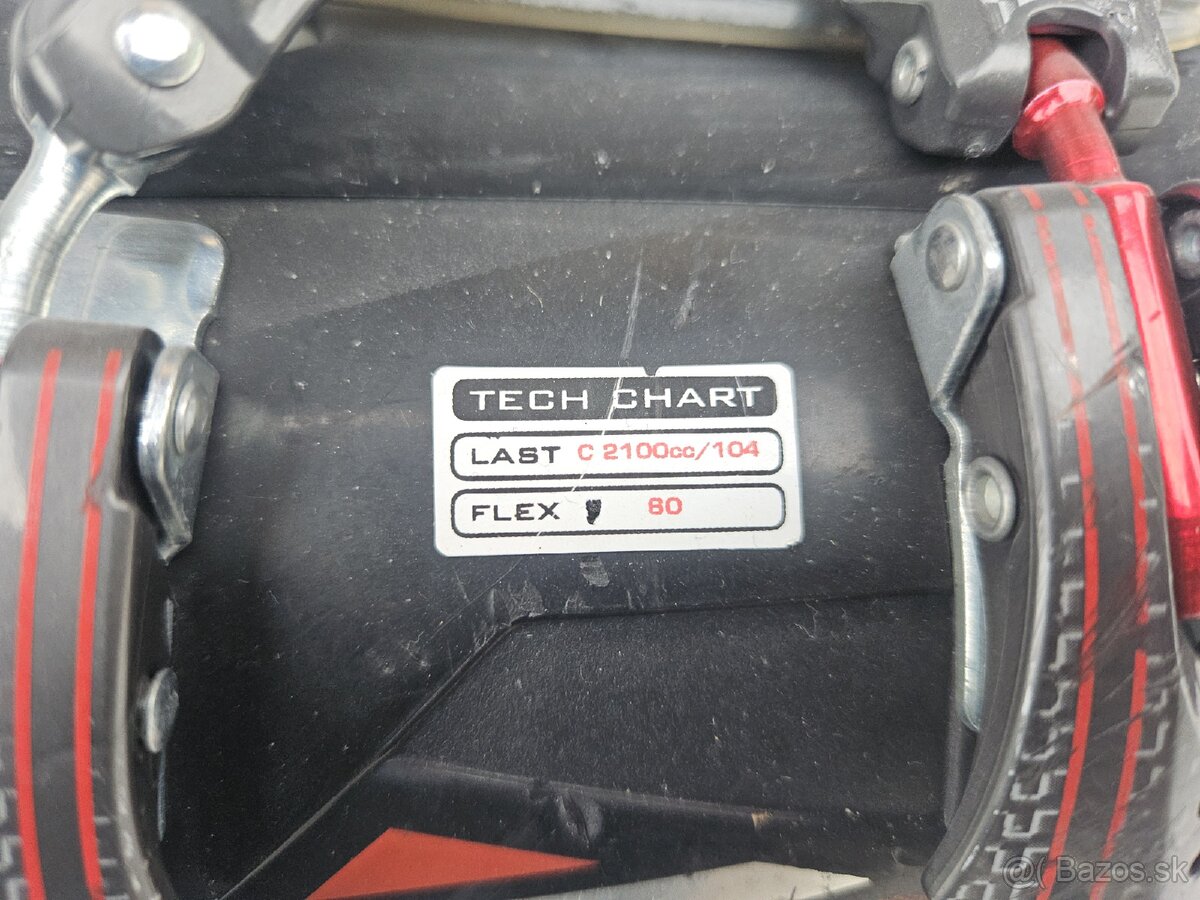 TECH CHART
LAST C 2100cc/104
FLEX 80
Bazos.sk